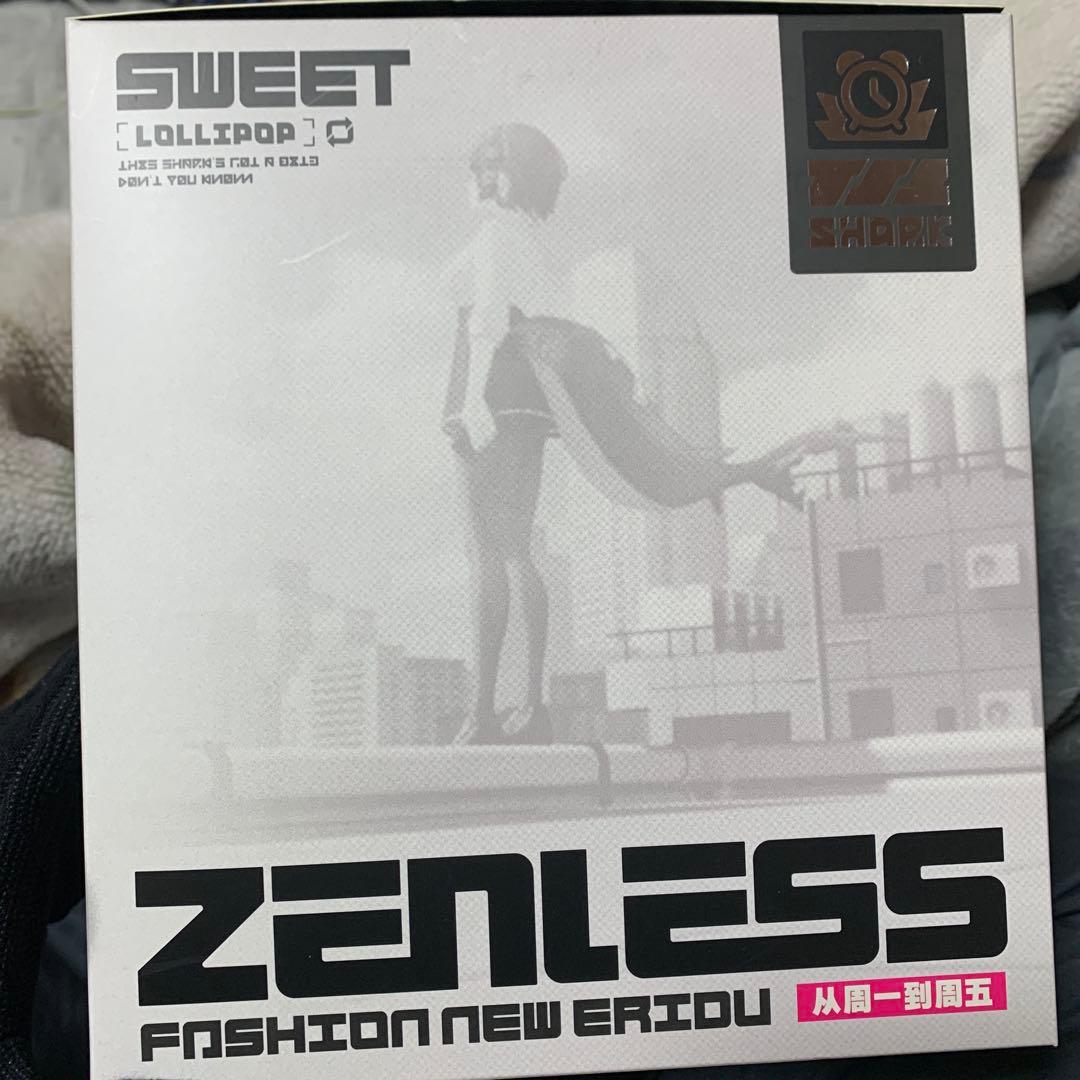 SWEET
[LOLLIPOP]
THIS SHARK'S GOT A BITE
DON'T YOU KNOW
SHARK
ZENLESS
FASHION NEW ERIDU
从周一到周五